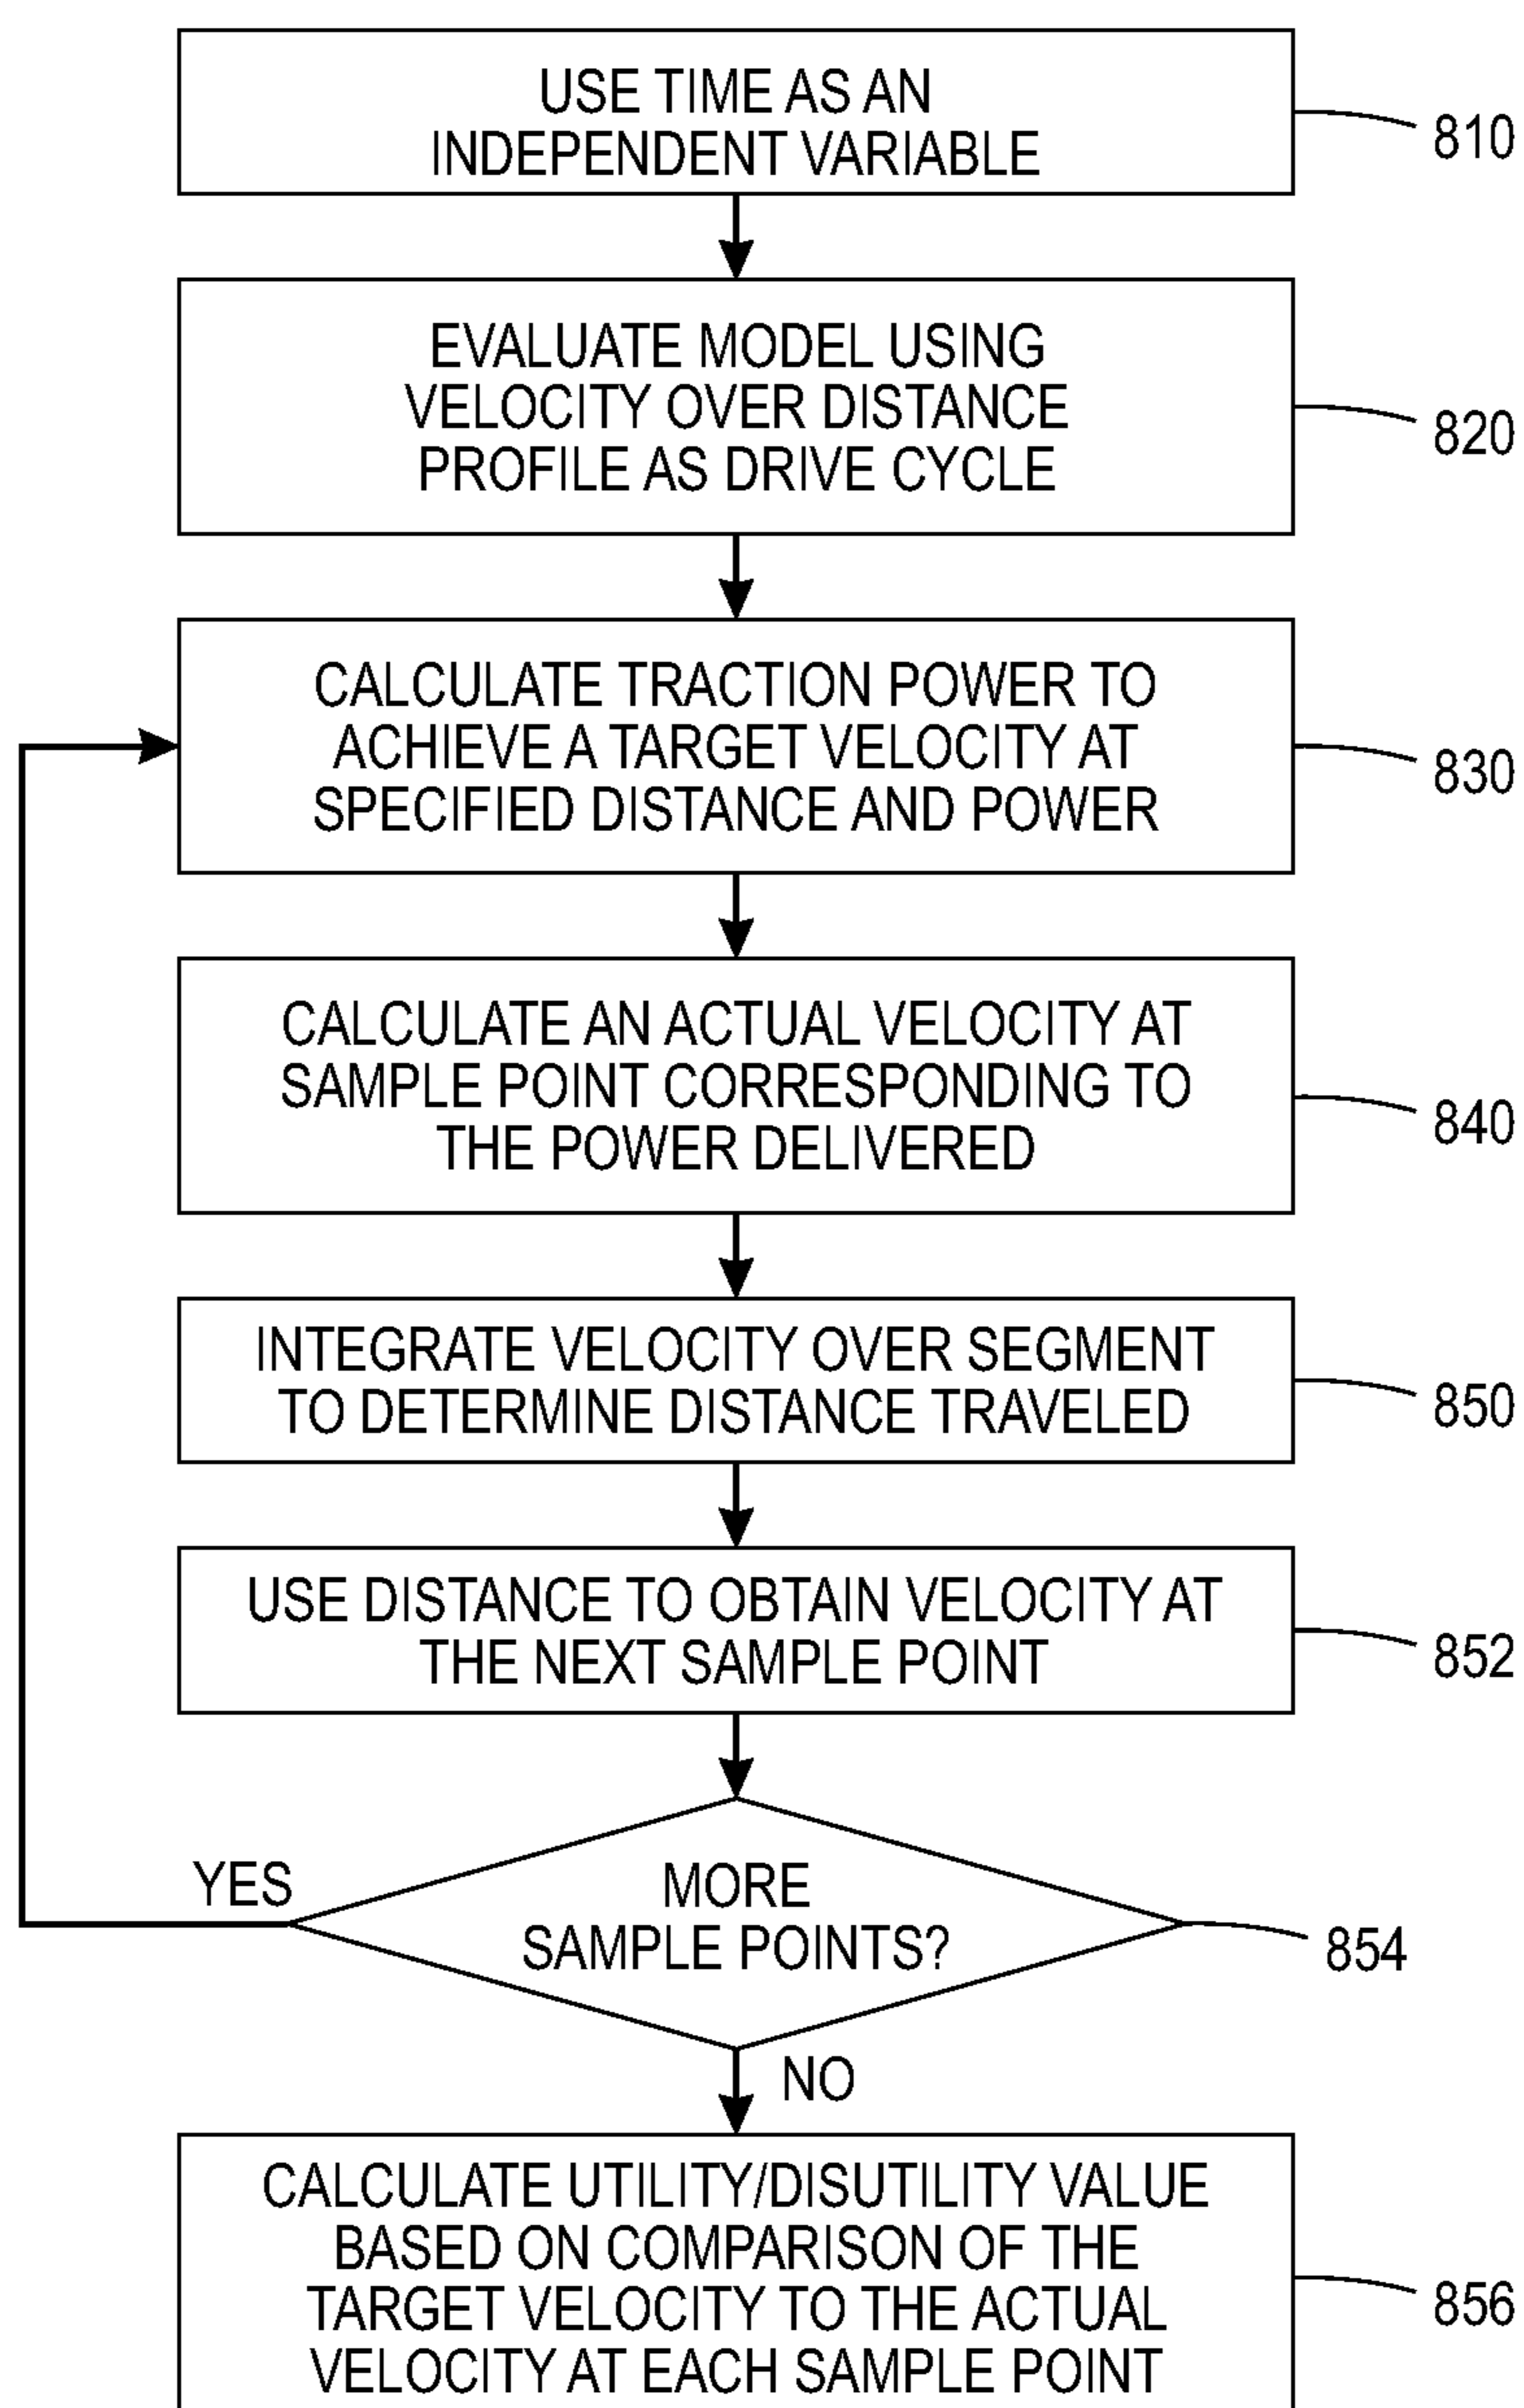 USE TIME AS AN
INDEPENDENT VARIABLE
810
EVALUATE MODEL USING
VELOCITY OVER DISTANCE
PROFILE AS DRIVE CYCLE
820
CALCULATE TRACTION POWER TO
ACHIEVE A TARGET VELOCITY AT
SPECIFIED DISTANCE AND POWER
830
CALCULATE AN ACTUAL VELOCITY AT
SAMPLE POINT CORRESPONDING TO
THE POWER DELIVERED
840
INTEGRATE VELOCITY OVER SEGMENT
TO DETERMINE DISTANCE TRAVELED
850
USE DISTANCE TO OBTAIN VELOCITY AT
THE NEXT SAMPLE POINT
852
YES
MORE
SAMPLE POINTS?
854
NO
CALCULATE UTILITY/DISUTILITY VALUE
BASED ON COMPARISON OF THE
TARGET VELOCITY TO THE ACTUAL
VELOCITY AT EACH SAMPLE POINT
856